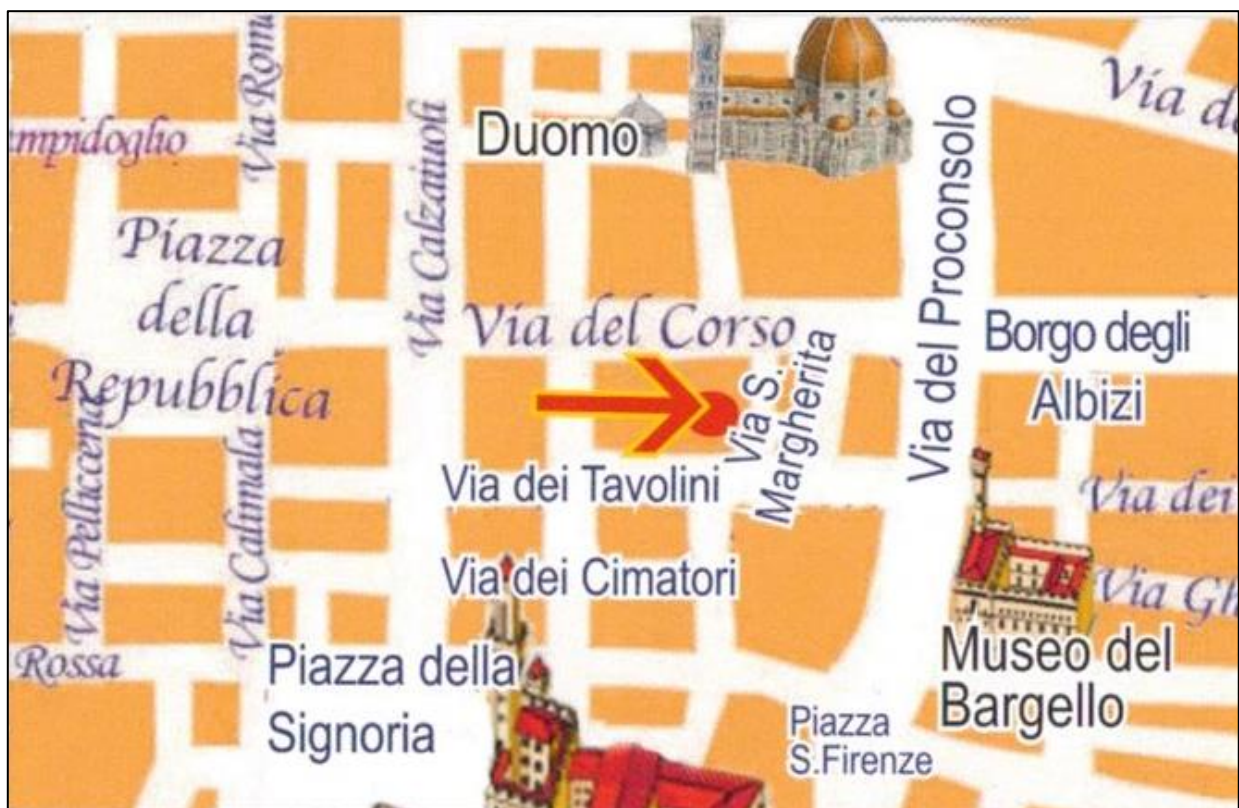 Via Roma
Via d
mpidoglio
Duomo
Via Calzaiuoli
Via del Proconsolo
Piazza
della
Repubblica
Via del Corso
Borgo degli
Albizi
Via S.
Margherita
Via Pelliceria
Via Calimala
Via dei Tavolini
Via dei
Via dei Cimatori
Via Gh
Rossa
Piazza della
Signoria
Museo del
Bargello
Piazza
S.Firenze